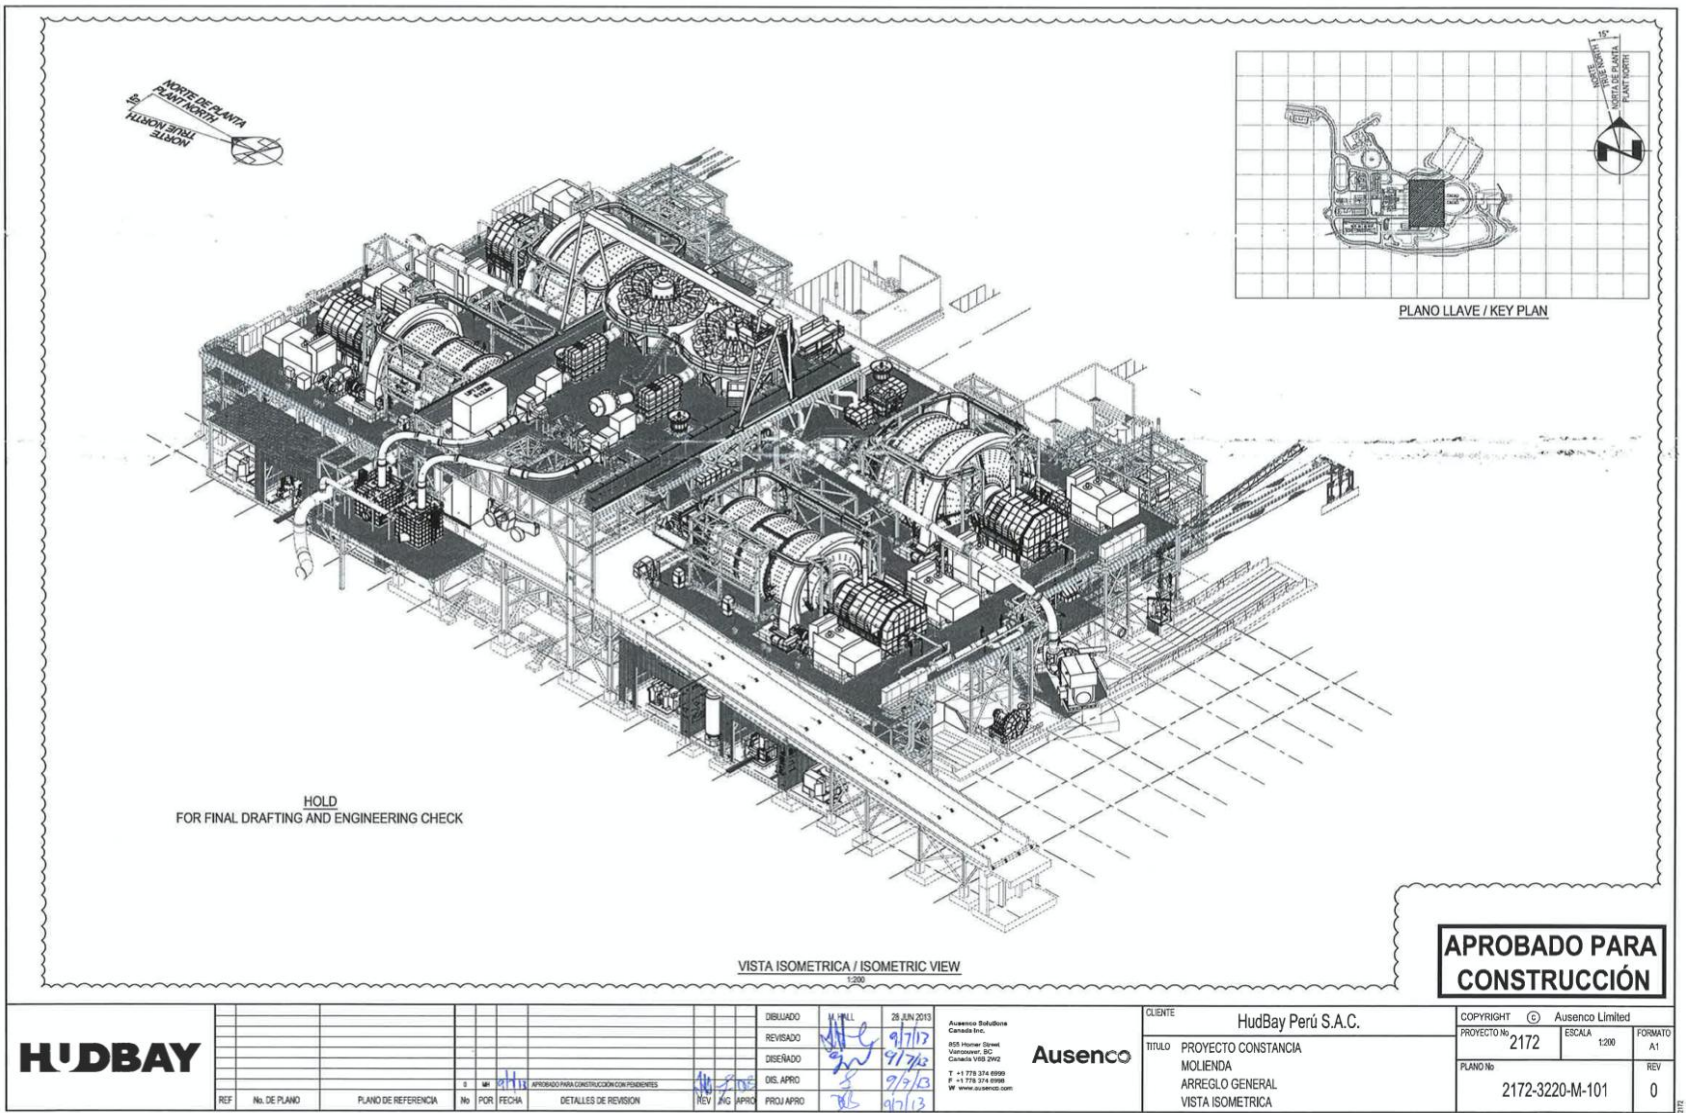 NORTE DE PLANTA
PLANT NORTH
15°
TRUE NORTH
NORTE
15°
NORTE
TRUE NORTH
NORTA DE PLANTA
PLANT NORTH
PLANO LLAVE / KEY PLAN
HOLD
FOR FINAL DRAFTING AND ENGINEERING CHECK
VISTA ISOMETRICA / ISOMETRIC VIEW
1:200
APROBADO PARA
CONSTRUCCIÓN
HUDBAY
0 MH 9/7/13 APROBADO PARA CONSTRUCCIÓN CON PENDIENTES
REF No. DE PLANO PLANO DE REFERENCIA No POR FECHA DETALLES DE REVISION REV ING APRO
DIBUJADO M. HALL 28 JUN 2013
REVISADO 9/7/13
DISEÑADO 9/7/13
DIS. APRO 9/7/13
PROJ APRO 9/7/13
Ausenco Solutions
Canada Inc.
855 Homer Street
Vancouver, BC
Canada V6B 2W2
T +1 778 374 6999
F +1 778 374 6998
W www.ausenco.com
Ausenco
CLIENTE HudBay Perú S.A.C.
TITULO PROYECTO CONSTANCIA
MOLIENDA
ARREGLO GENERAL
VISTA ISOMETRICA
COPYRIGHT © Ausenco Limited
PROYECTO No 2172 ESCALA 1:200 FORMATO A1
PLANO No 2172-3220-M-101 REV 0
2172